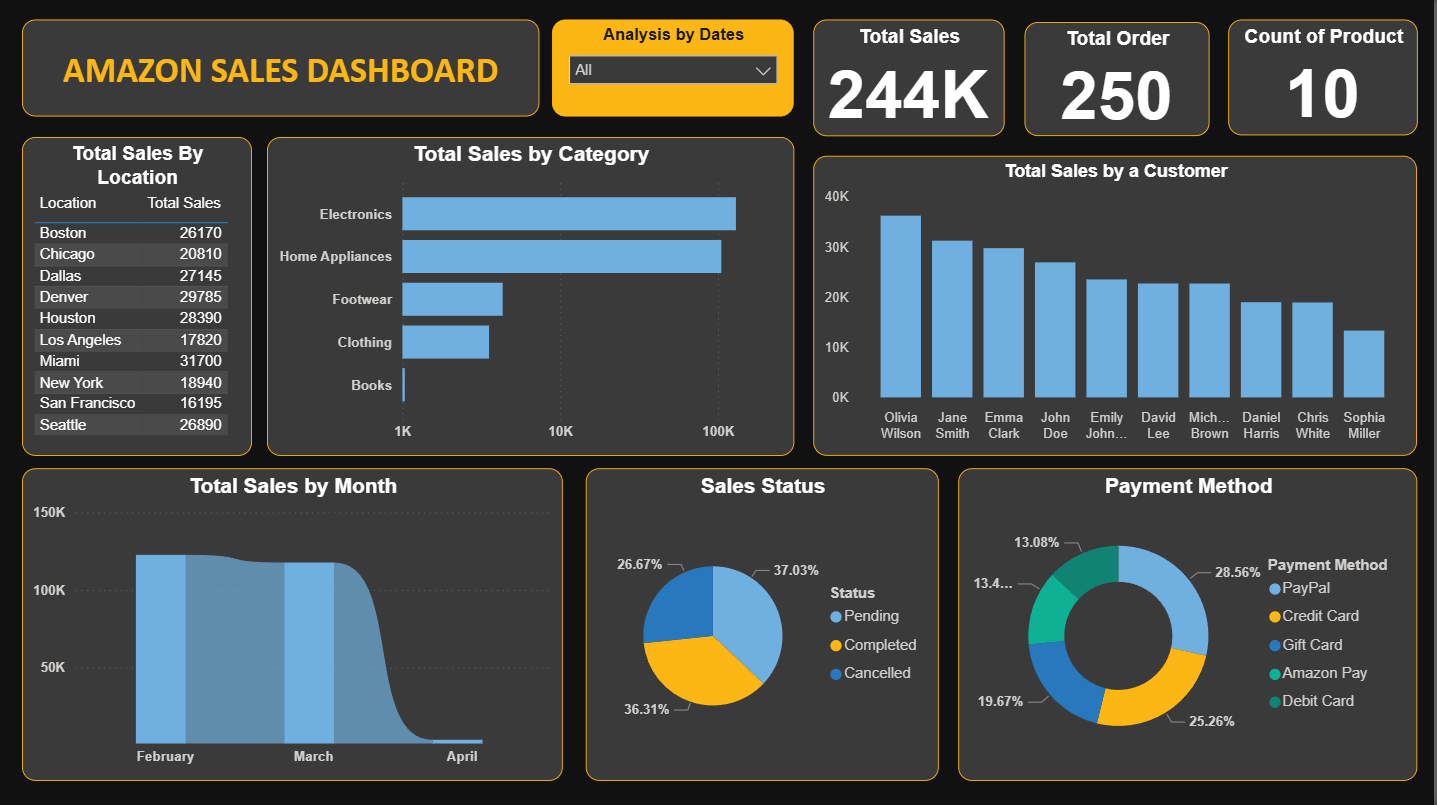 AMAZON SALES DASHBOARD
Analysis by Dates
All
Total Sales
244K
Total Order
250
Count of Product
10
Total Sales By
Location
Location Total Sales
Boston 26170
Chicago 20810
Dallas 27145
Denver 29785
Houston 28390
Los Angeles 17820
Miami 31700
New York 18940
San Francisco 16195
Seattle 26890
Total Sales by Category
Electronics
Home Appliances
Footwear
Clothing
Books
1K 10K 100K
Total Sales by a Customer
40K
30K
20K
10K
0K
Olivia Jane Emma John Emily David Mich... Daniel Chris Sophia
Wilson Smith Clark Doe John... Lee Brown Harris White Miller
Total Sales by Month
150K
100K
50K
February March April
Sales Status
26.67%
37.03%
36.31%
Status
Pending
Completed
Cancelled
Payment Method
13.08%
13.4...
28.56%
19.67%
25.26%
Payment Method
PayPal
Credit Card
Gift Card
Amazon Pay
Debit Card